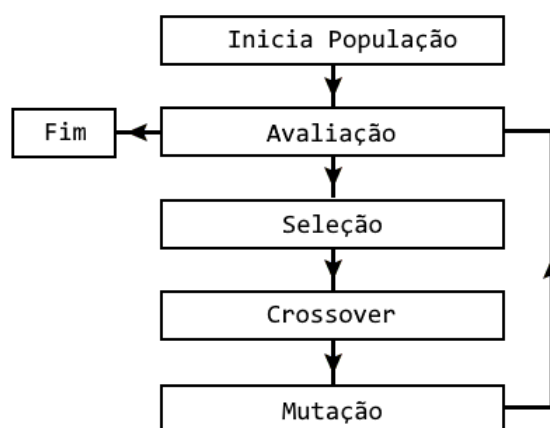 Inicia População
Fim
Avaliação
Seleção
Crossover
Mutação